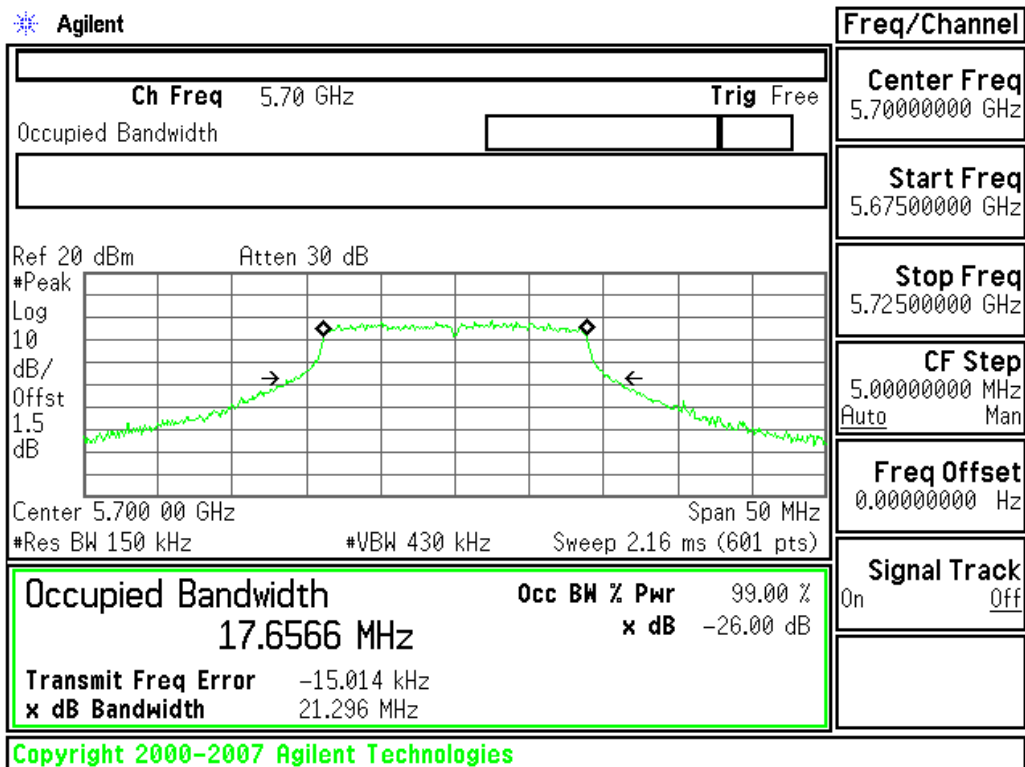 Agilent
Ch Freq 5.70 GHz Trig Free
Occupied Bandwidth
Ref 20 dBm Atten 30 dB
#Peak
Log
10
dB/
Offst
1.5
dB
Center 5.700 00 GHz Span 50 MHz
#Res BW 150 kHz #VBW 430 kHz Sweep 2.16 ms (601 pts)
Occupied Bandwidth
17.6566 MHz
Occ BW % Pwr 99.00 %
x dB -26.00 dB
Transmit Freq Error -15.014 kHz
x dB Bandwidth 21.296 MHz
Copyright 2000-2007 Agilent Technologies
Freq/Channel
Center Freq
5.70000000 GHz
Start Freq
5.67500000 GHz
Stop Freq
5.72500000 GHz
CF Step
5.00000000 MHz
Auto Man
Freq Offset
0.00000000 Hz
Signal Track
On Off